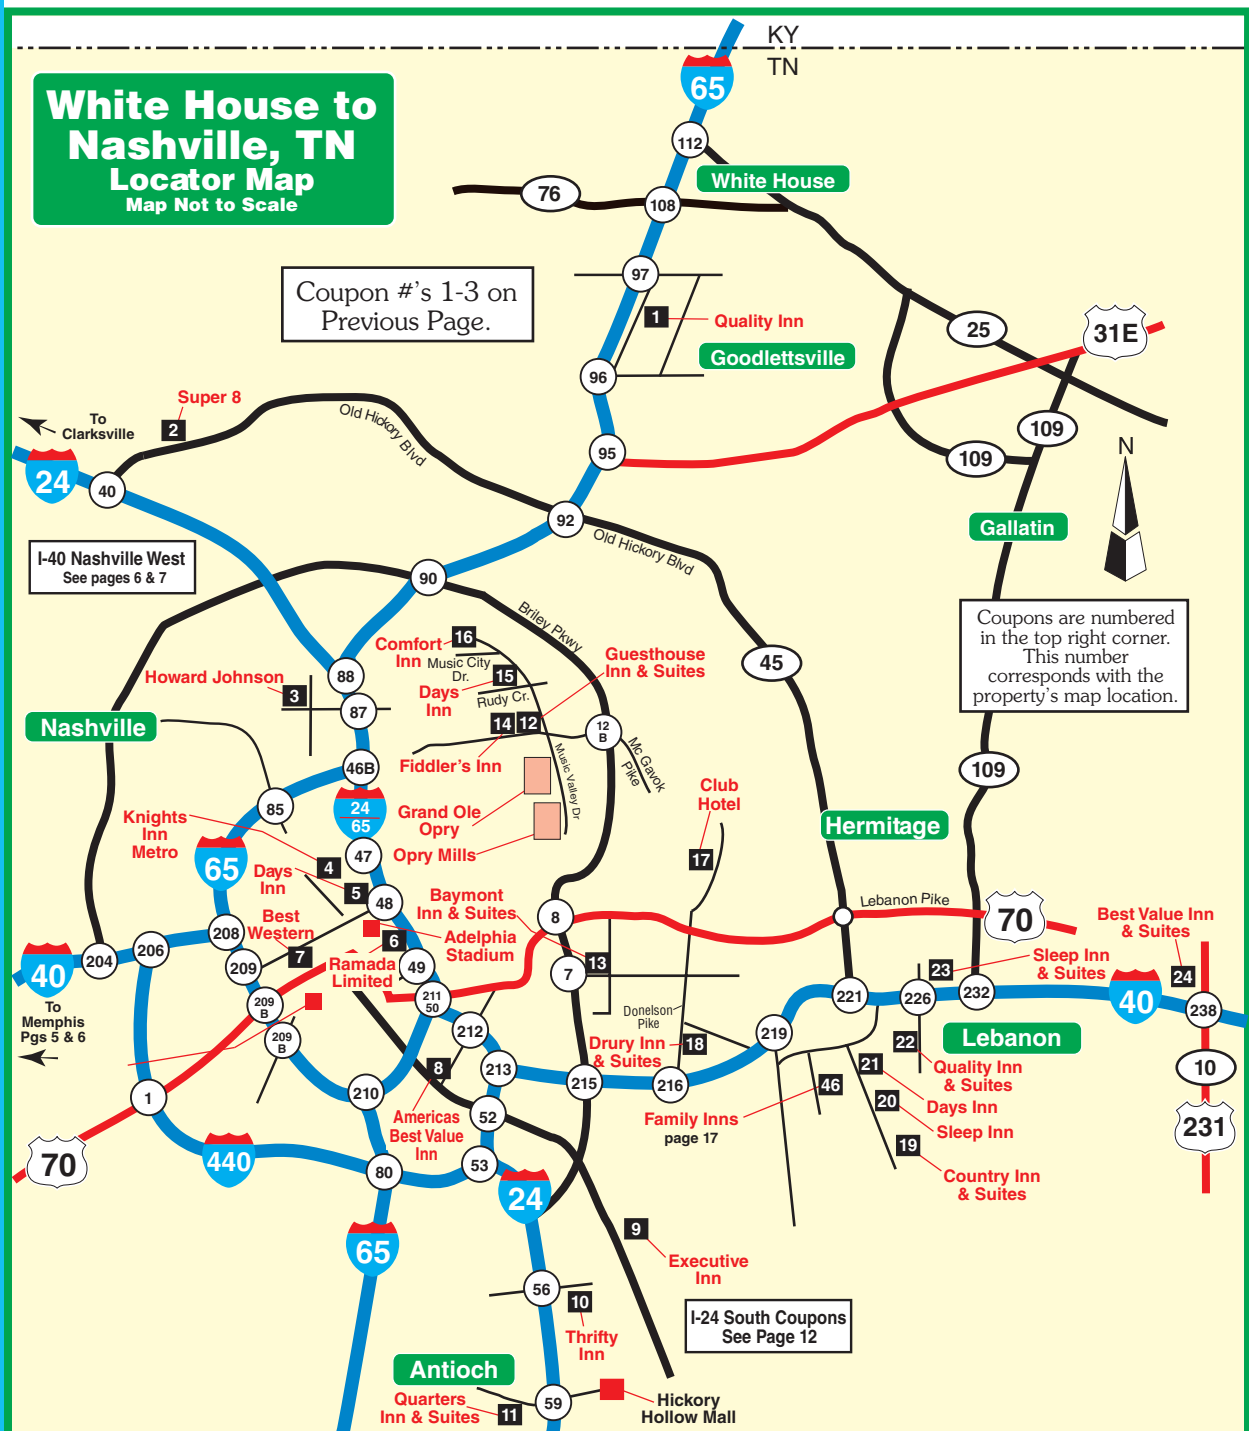 KY
TN
65
White House to
Nashville, TN
Locator Map
Map Not to Scale
112
White House
76
108
97
Coupon #'s 1-3 on
Previous Page.
1
Quality Inn
25
31E
Goodlettsville
96
Super 8
2
To
Clarksville
Old Hickory Blvd
109
109
N
95
24
40
92
Old Hickory Blvd
Gallatin
I-40 Nashville West
See pages 6 & 7
90
Briley Pkwy
Coupons are numbered
in the top right corner.
This number
corresponds with the
property's map location.
16
Comfort
Inn
Music City
Dr.
Guesthouse
Inn & Suites
45
88
Howard Johnson
3
15
Days
Inn
Rudy Cr.
87
Nashville
14
12
12
B
Mc Gavok
Pike
Music Valley Dr
Fiddler's Inn
46B
109
Club
Hotel
24
65
85
Grand Ole
Opry
Knights
Inn
Metro
Hermitage
65
47
Opry Mills
17
4
Days
Inn
5
48
Baymont
Inn & Suites
Lebanon Pike
70
Best
Western
8
Best Value Inn
& Suites
208
6
Adelphia
Stadium
206
204
7
209
Ramada
Limited
49
7
13
23
Sleep Inn
& Suites
24
40
To
Memphis
Pgs 5 & 6
209
B
211
50
221
226
232
40
238
Donelson
Pike
209
B
212
219
Drury Inn
& Suites
18
22
Lebanon
8
213
215
216
21
Quality Inn
& Suites
10
1
210
46
Days Inn
52
Americas
Best Value
Inn
Family Inns
page 17
20
Sleep Inn
231
70
440
80
53
19
Country Inn
& Suites
24
65
9
Executive
Inn
56
10
Thrifty
Inn
I-24 South Coupons
See Page 12
Antioch
Quarters
Inn & Suites
11
59
Hickory
Hollow Mall